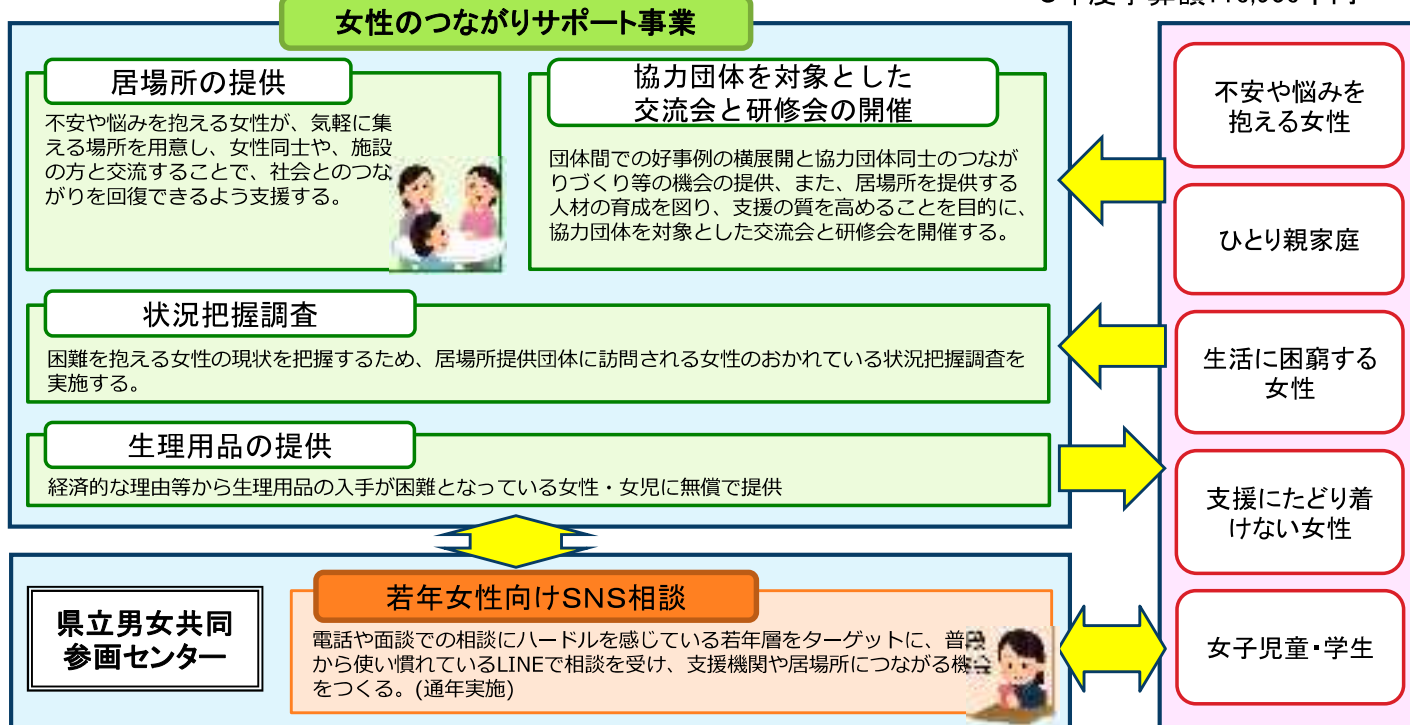 女性のつながりサポート事業
居場所の提供
不安や悩みを抱える女性が、気軽に集
える場所を用意し、女性同士や、施設
の方と交流することで、社会とのつな
がりを回復できるよう支援する。
協力団体を対象とした
交流会と研修会の開催
団体間での好事例の横展開と協力団体同士のつなが
りづくり等の機会の提供、また、居場所を提供する
人材の育成を図り、支援の質を高めることを目的に、
協力団体を対象とした交流会と研修会を開催する。
状況把握調査
困難を抱える女性の現状を把握するため、居場所提供団体に訪問される女性のおかれている状況把握調査を
実施する。
生理用品の提供
経済的な理由等から生理用品の入手が困難となっている女性・女児に無償で提供
県立男女共同
参画センター
若年女性向けSNS相談
電話や面談での相談にハードルを感じている若年層をターゲットに、普
から使い慣れているLINEで相談を受け、支援機関や居場所につながる機
をつくる。(通年実施)
不安や悩みを
抱える女性
ひとり親家庭
生活に困窮する
女性
支援にたどり着
けない女性
女子児童・学生